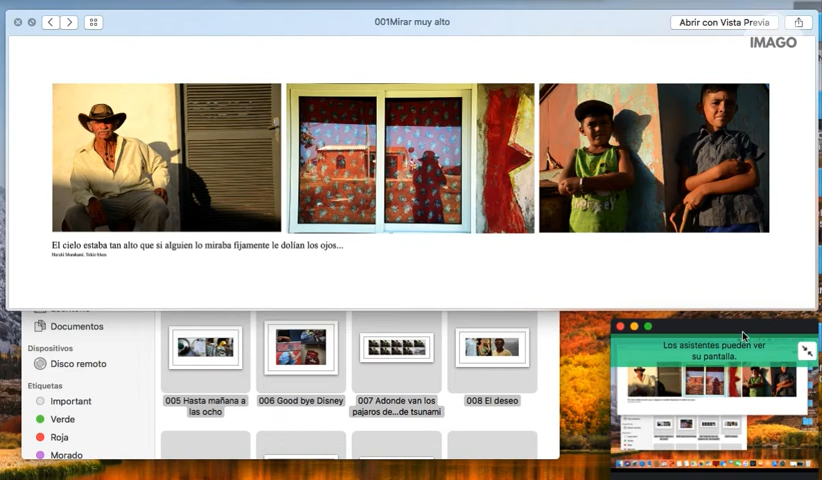 001Mirar muy alto
Abrir con Vista Previa
IMAGO
El cielo estaba tan alto que si alguien lo miraba fijamente le dolían los ojos...
Haruki Murakami. Tokio blues
Documentos
Dispositivos
Disco remoto
Etiquetas
Important
Verde
Roja
Morado
005 Hasta mañana a
las ocho
006 Good bye Disney
007 Adonde van los
pajaros de...de tsunami
008 El deseo
Los asistentes pueden ver
su pantalla.